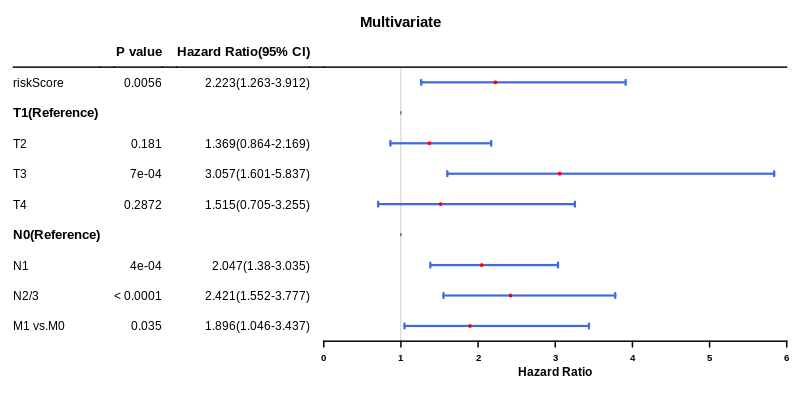 Multivariate
P value Hazard Ratio(95% CI)
riskScore 0.0056 2.223(1.263-3.912)
T1(Reference)
T2 0.181 1.369(0.864-2.169)
T3 7e-04 3.057(1.601-5.837)
T4 0.2872 1.515(0.705-3.255)
N0(Reference)
N1 4e-04 2.047(1.38-3.035)
N2/3 < 0.0001 2.421(1.552-3.777)
M1 vs.M0 0.035 1.896(1.046-3.437)
0 1 2 3 4 5 6
Hazard Ratio